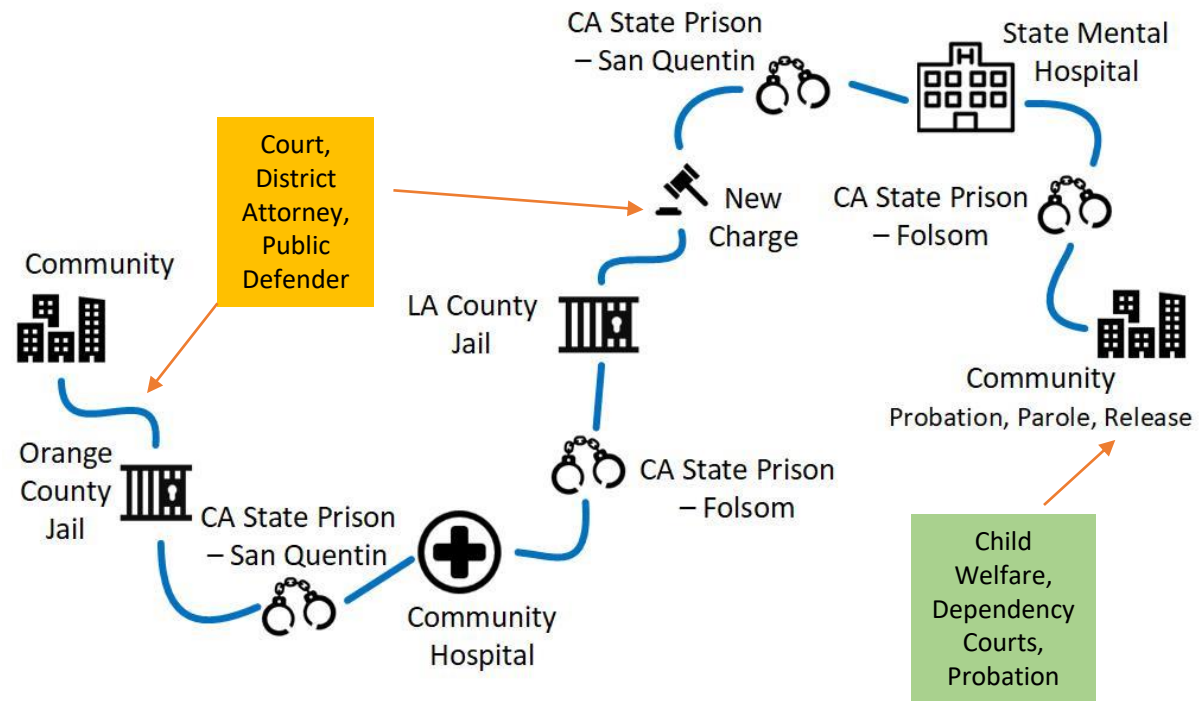 Community
Court,
District
Attorney,
Public
Defender
Orange
County
Jail
CA State Prison
– San Quentin
Community
Hospital
CA State Prison
– Folsom
LA County
Jail
New
Charge
CA State Prison
– San Quentin
H
State Mental
Hospital
CA State Prison
– Folsom
Community
Probation, Parole, Release
Child
Welfare,
Dependency
Courts,
Probation